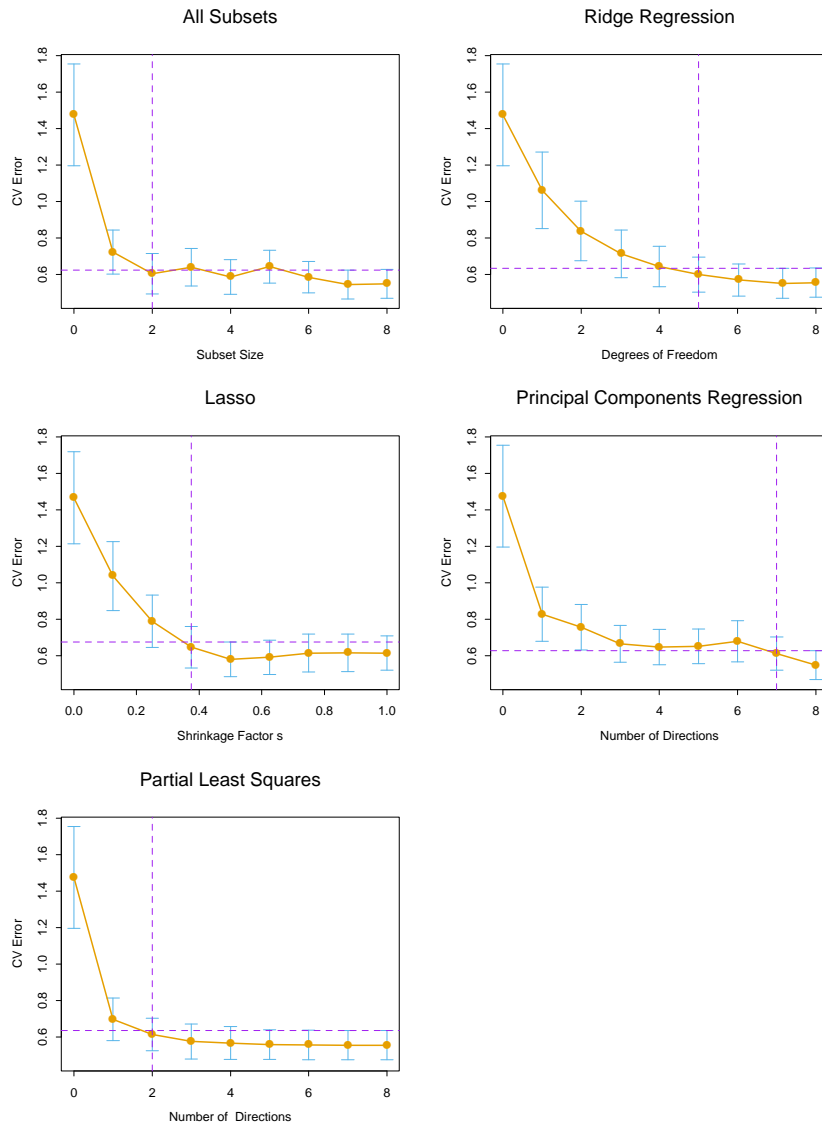 All Subsets
CV Error
0.6 0.8 1.0 1.2 1.4 1.6 1.8
0 2 4 6 8
Subset Size
Ridge Regression
CV Error
0.6 0.8 1.0 1.2 1.4 1.6 1.8
0 2 4 6 8
Degrees of Freedom
Lasso
CV Error
0.6 0.8 1.0 1.2 1.4 1.6 1.8
0.0 0.2 0.4 0.6 0.8 1.0
Shrinkage Factor s
Principal Components Regression
CV Error
0.6 0.8 1.0 1.2 1.4 1.6 1.8
0 2 4 6 8
Number of Directions
Partial Least Squares
CV Error
0.6 0.8 1.0 1.2 1.4 1.6 1.8
0 2 4 6 8
Number of Directions